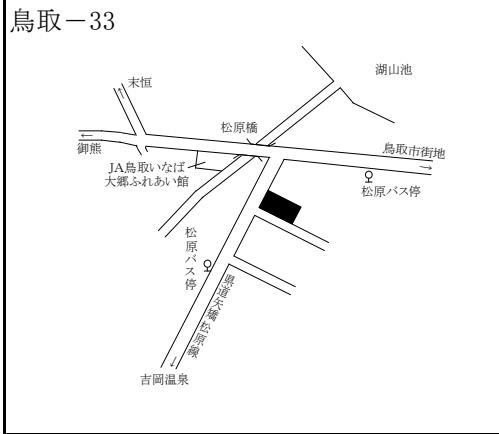 鳥取－33
湖山池
末恒
松原橋
御熊
鳥取市街地
JA鳥取いなば
大郷ふれあい館
松原バス停
松原バス停
県道矢矯松原線
吉岡温泉